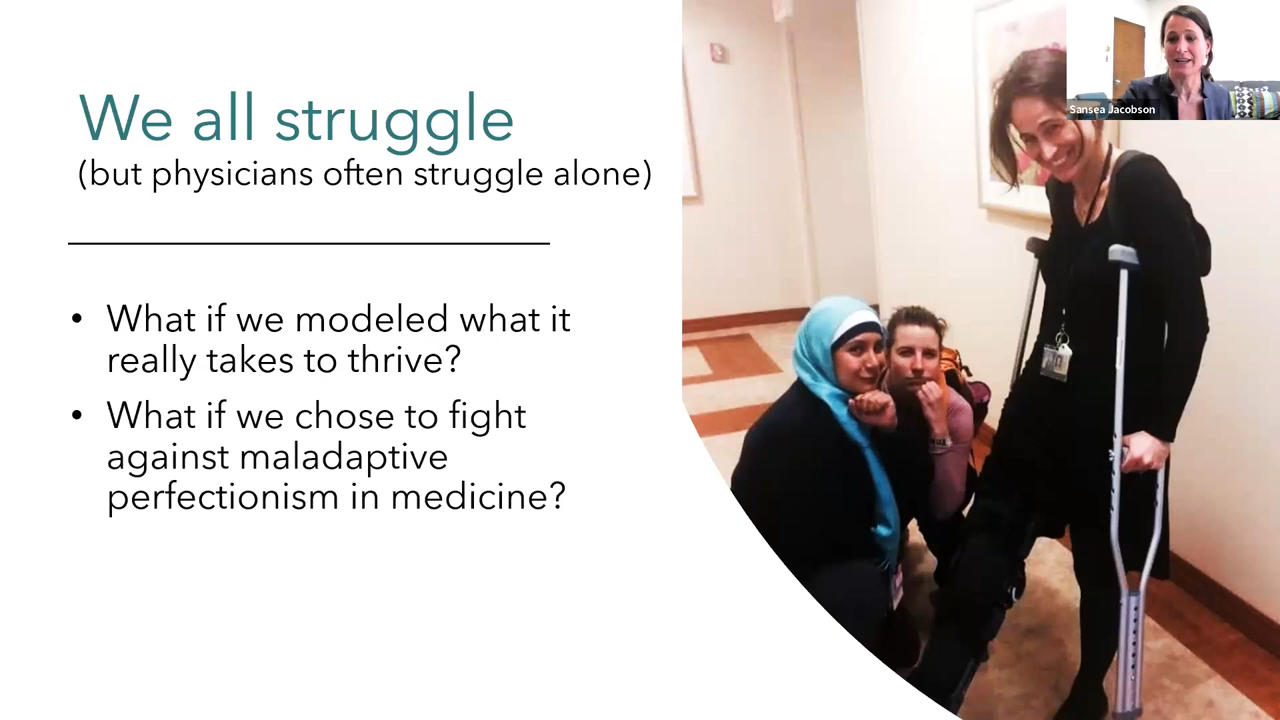 We all struggle
(but physicians often struggle alone)
• What if we modeled what it
really takes to thrive?
• What if we chose to fight
against maladaptive
perfectionism in medicine?
Sansea Jacobson